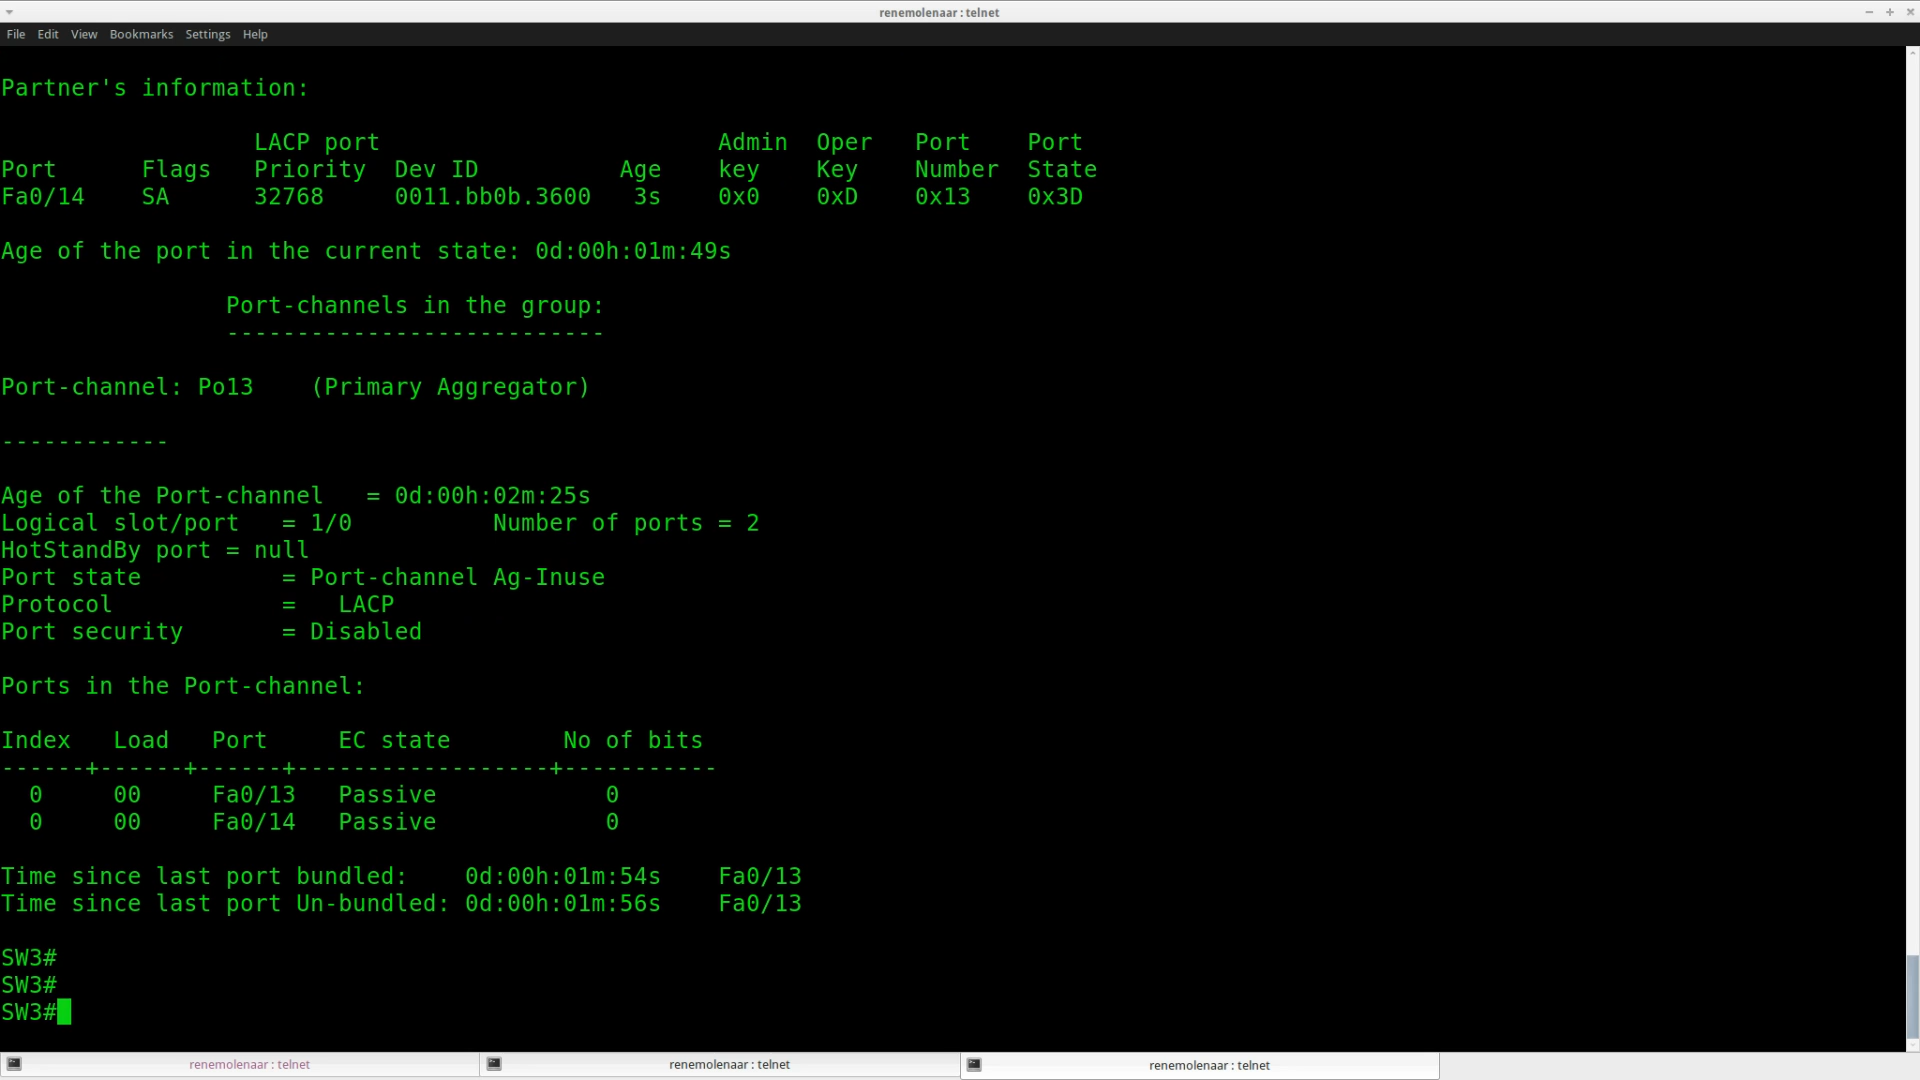 renemolenaar : telnet
File Edit View Bookmarks Settings Help
Partner's information:
LACP port Admin Oper Port Port
Port Flags Priority Dev ID Age key Key Number State
Fa0/14 SA 32768 0011.bb0b.3600 3s 0x0 0xD 0x13 0x3D
Age of the port in the current state: 0d:00h:01m:49s
Port-channels in the group:
---------------------------
Port-channel: Po13 (Primary Aggregator)
------------
Age of the Port-channel = 0d:00h:02m:25s
Logical slot/port = 1/0 Number of ports = 2
HotStandBy port = null
Port state = Port-channel Ag-Inuse
Protocol = LACP
Port security = Disabled
Ports in the Port-channel:
Index Load Port EC state No of bits
------+------+------+------------------+-----------
0 00 Fa0/13 Passive 0
0 00 Fa0/14 Passive 0
Time since last port bundled: 0d:00h:01m:54s Fa0/13
Time since last port Un-bundled: 0d:00h:01m:56s Fa0/13
SW3#
SW3#
SW3#
renemolenaar : telnet renemolenaar : telnet renemolenaar : telnet